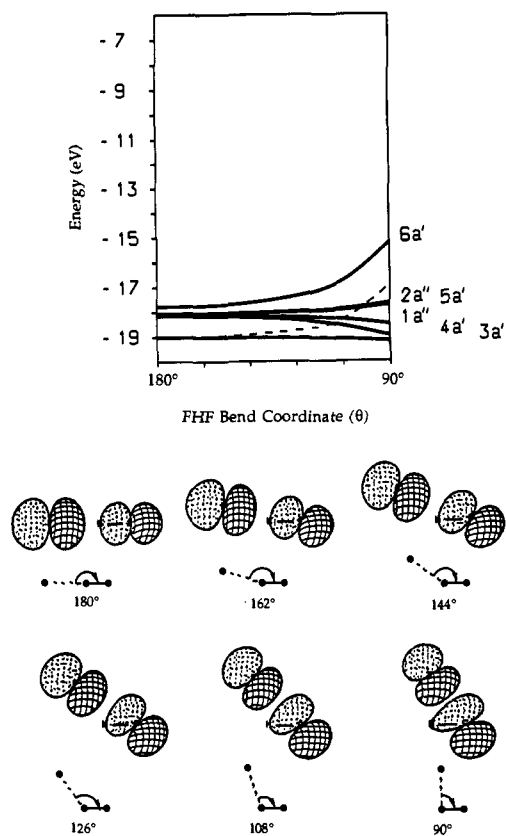 - 7
- 9
- 11
- 13
- 15
- 17
- 19
Energy (eV)
6a'
2a" 5a'
1a"
4a' 3a'
180° 90°
FHF Bend Coordinate (θ)
180° 162° 144°
126° 108° 90°